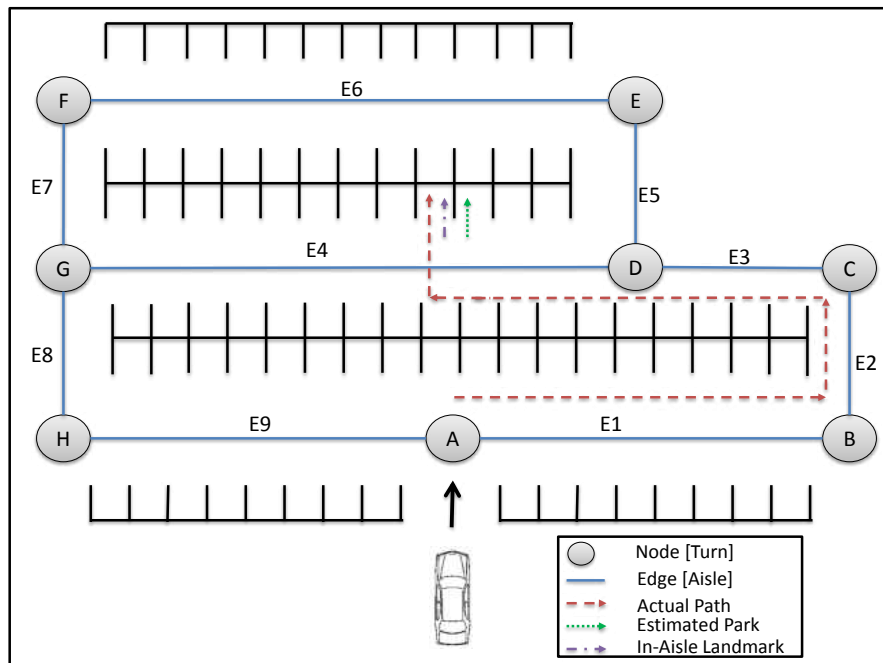 E6
F
E
E7
E5
E4
E3
G
D
C
E8
E2
E9
E1
H
A
B
Node [Turn]
Edge [Aisle]
Actual Path
Estimated Park
In-Aisle Landmark